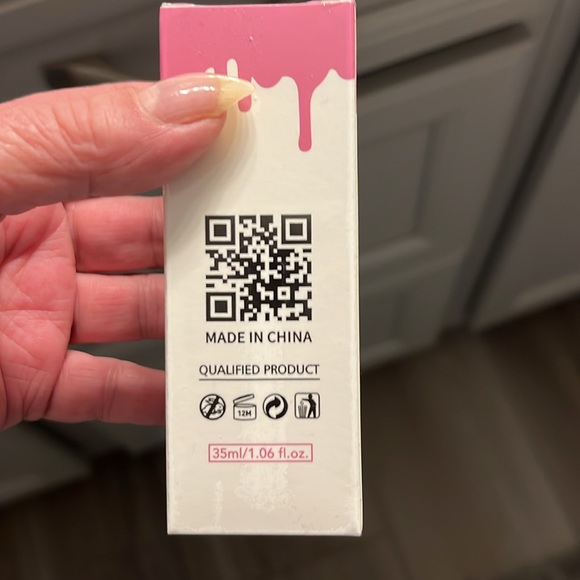 MADE IN CHINA
QUALIFIED PRODUCT
12M
35ml/1.06 fl.oz.